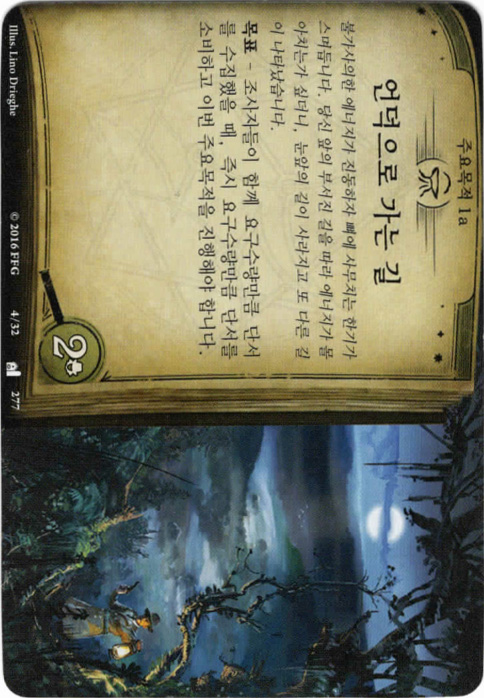 주요목적 1a
언덕으로 가는 길
불가사의한 에너지가 진동하자 뼈에 사무치는 한기가
스며듭니다. 당신 앞의 부서진 길을 따라 에너지가 몸
아치는가 싶더니, 눈앞의 길이 사라지고 또 다른 길
이 나타났습니다.
목표 – 조사자들이 함께 요구수량만큼 단서
를 수집했을 때, 즉시 요구수량만큼 단서를
소비하고 이번 주요목적을 진행해야 합니다.
2
Illus. Lino Drieghe
© 2016 FFG
4/32
277